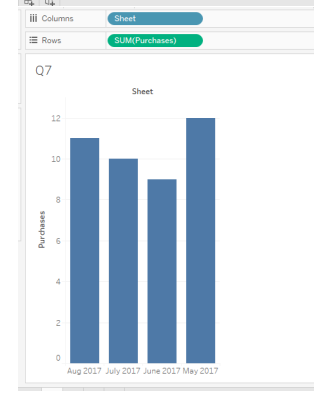 Columns Sheet
Rows SUM(Purchases)
Q7
Sheet
12
10
8
6
4
2
0
Purchases
Aug 2017 July 2017 June 2017 May 2017